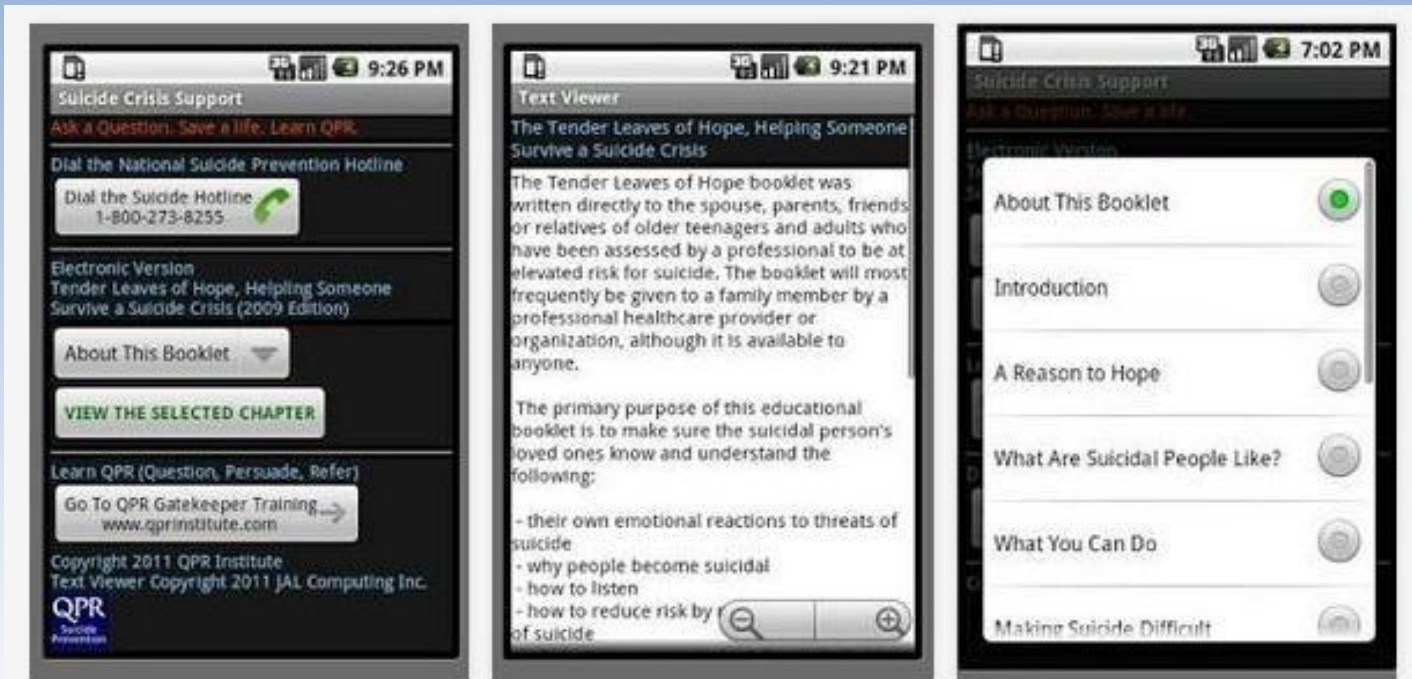 9:26 PM
Suicide Crisis Support
Ask a Question. Save a life. Learn QPR.
Dial the National Suicide Prevention Hotline
Dial the Suicide Hotline
1-800-273-8255
Electronic Version
Tender Leaves of Hope, Helpling Someone
Survive a Suicide Crisis (2009 Edition)
About This Booklet
VIEW THE SELECTED CHAPTER
Learn QPR (Question, Persuade, Refer)
Go To QPR Gatekeeper Training
www.qprinstitute.com
Copyright 2011 QPR Institute
Text Viewer Copyright 2011 JAL Computing Inc.
QPR
Suicide
Prevention
9:21 PM
Text Viewer
The Tender Leaves of Hope, Helping Someone
Survive a Suicide Crisis
The Tender Leaves of Hope booklet was
written directly to the spouse, parents, friends
or relatives of older teenagers and adults who
have been assessed by a professional to be at
elevated risk for suicide. The booklet will most
frequently be given to a family member by a
professional healthcare provider or
organization, although it is available to
anyone.
The primary purpose of this educational
booklet is to make sure the suicidal person's
loved ones know and understand the
following:
- their own emotional reactions to threats of
suicide
- why people become suicidal
- how to listen
- how to reduce risk by
of suicide
7:02 PM
Suicide Crisis Support
Ask a Question. Save a life.
Electronic Version
About This Booklet
Introduction
A Reason to Hope
What Are Suicidal People Like?
What You Can Do
Making Suicide Difficult